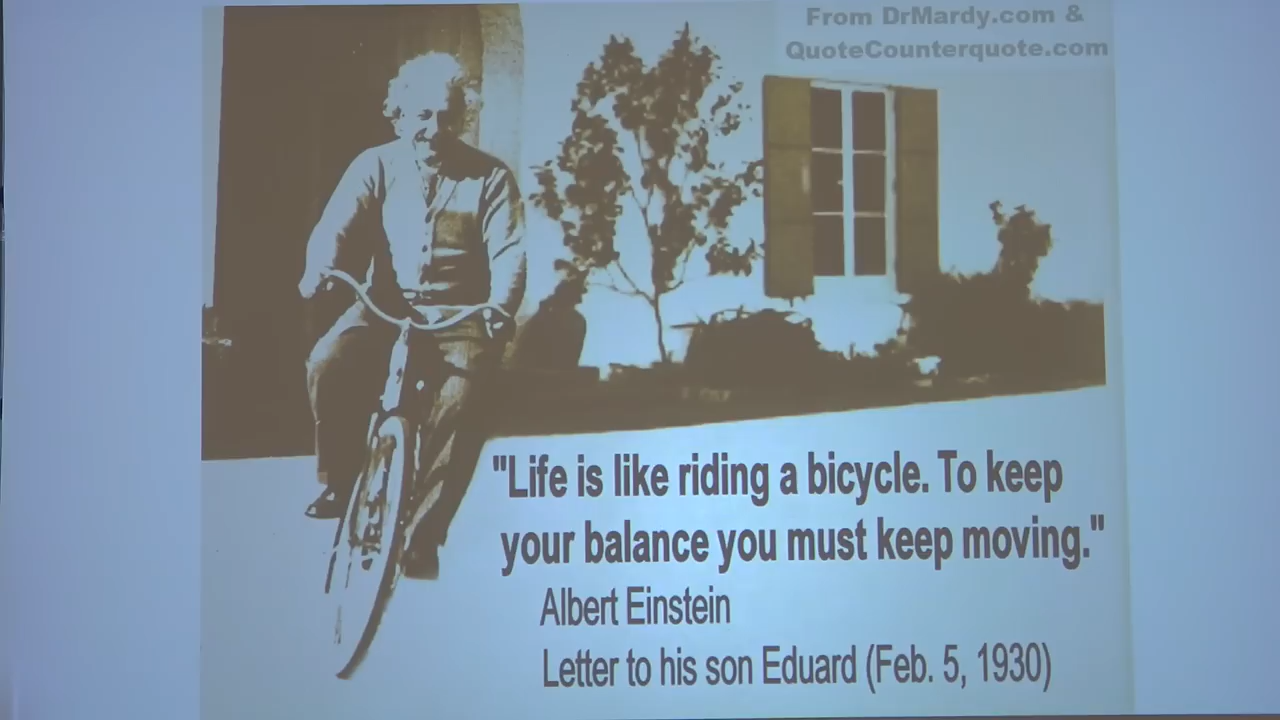 From DrMardy.com &
QuoteCounterquote.com
"Life is like riding a bicycle. To keep
your balance you must keep moving."
Albert Einstein
Letter to his son Eduard (Feb. 5, 1930)